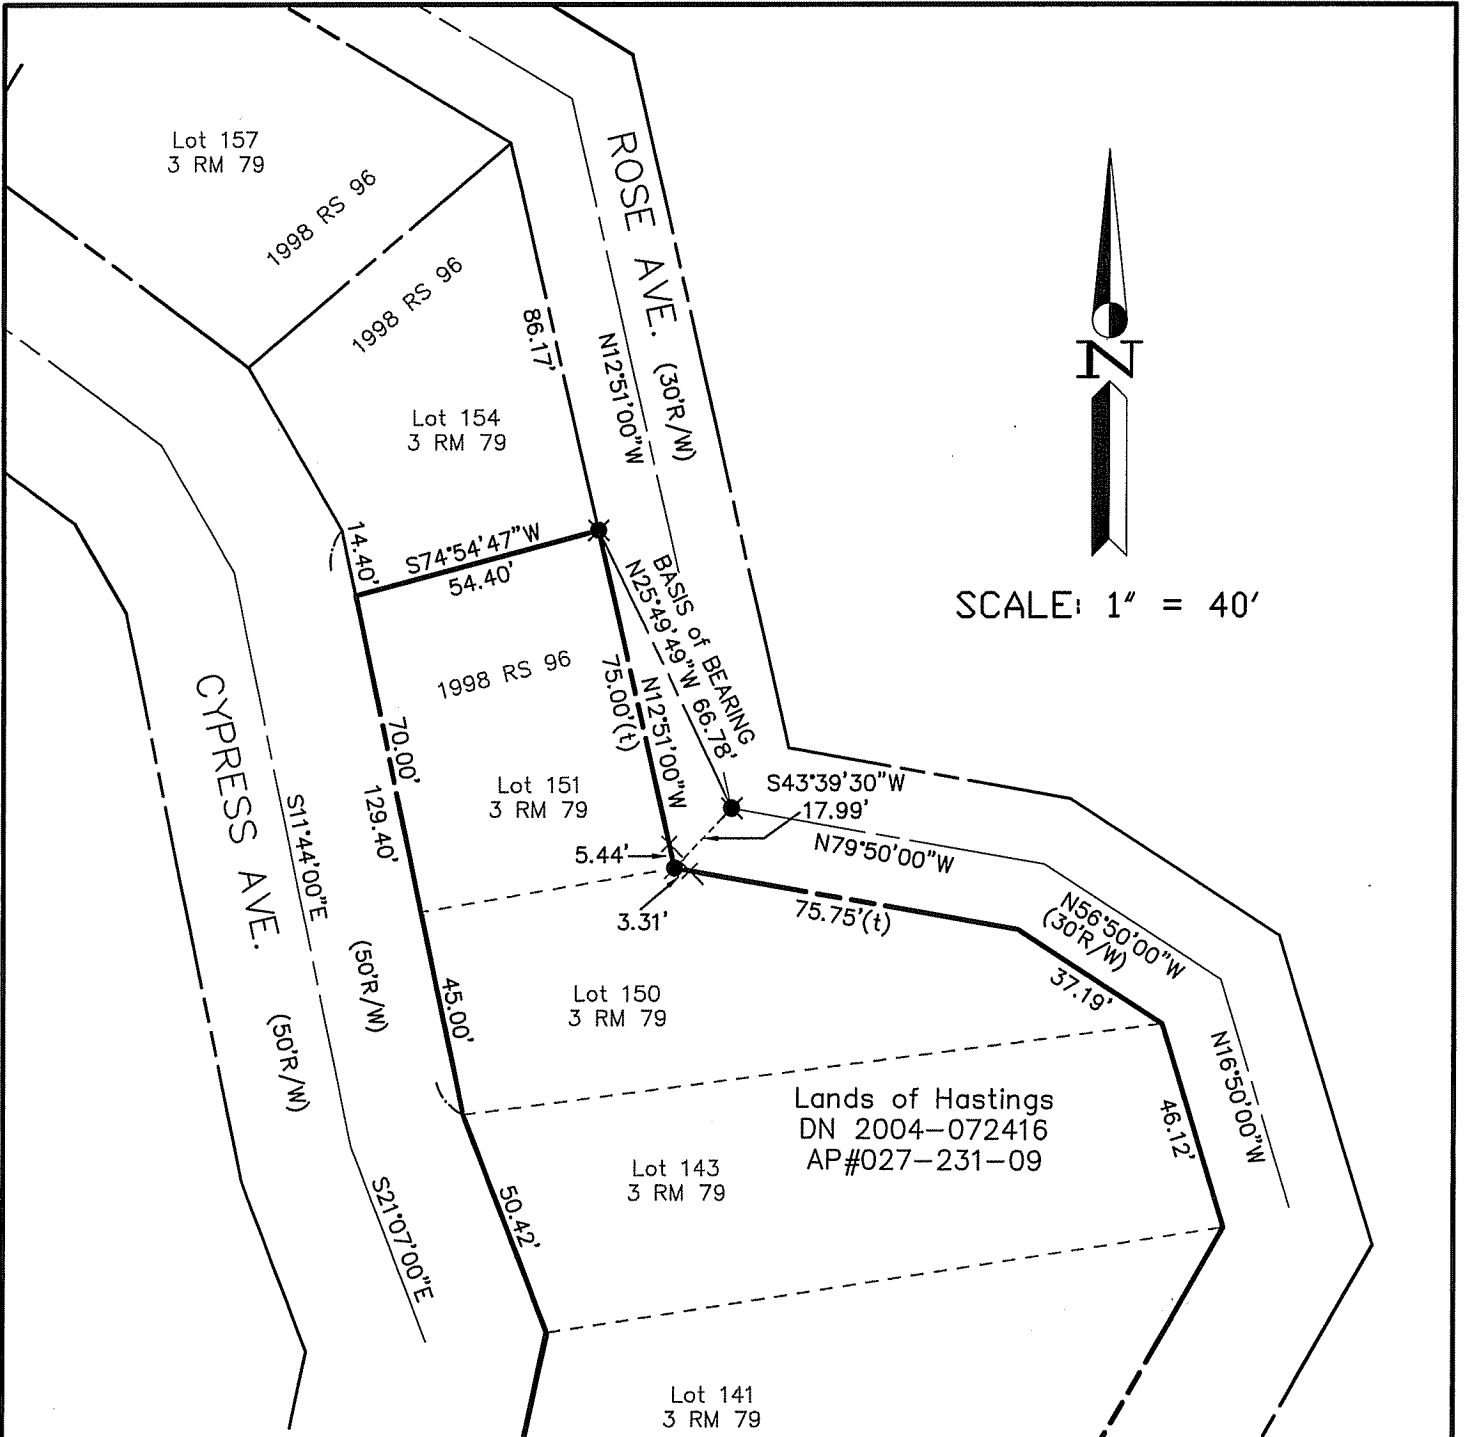 Lot 157
3 RM 79
1998 RS 96
1998 RS 96
ROSE AVE.
(30'R/W)
86.17'
N12°51'00"W
Lot 154
3 RM 79
N
SCALE: 1" = 40'
14.40'
S74°54'47"W
54.40'
BASIS of BEARING
N25°49'49"W 66.78'
1998 RS 96
75.00'(t)
N12°51'00"W
CYPRESS AVE.
70.00'
129.40'
Lot 151
3 RM 79
S43°39'30"W
17.99'
S11°44'00"E
5.44'
N79°50'00"W
3.31'
75.75'(t)
N56°50'00"W
(30'R/W)
37.19'
(50'R/W)
(50'R/W)
45.00'
Lot 150
3 RM 79
N16°50'00"W
Lands of Hastings
DN 2004-072416
AP#027-231-09
46.12'
Lot 143
3 RM 79
S21°07'00"E
50.42'
Lot 141
3 RM 79